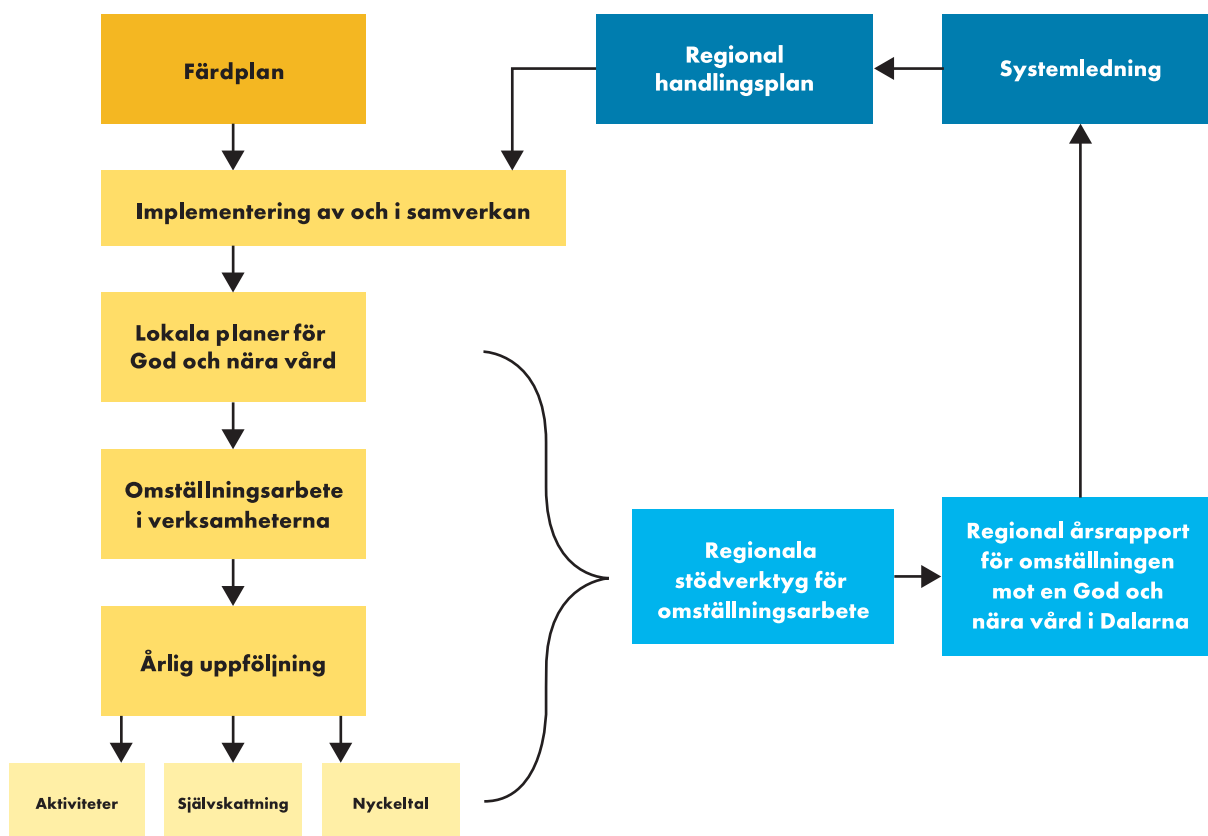 Färdplan
Regional
handlingsplan
Systemledning
Implementering av och i samverkan
Lokala planer för
God och nära vård
Omställningsarbete
i verksamheterna
Regionala
stödverktyg för
omställningsarbete
Regional årsrapport
för omställningen
mot en God och
nära vård i Dalarna
Årlig uppföljning
Aktiviteter
Självskattning
Nyckeltal